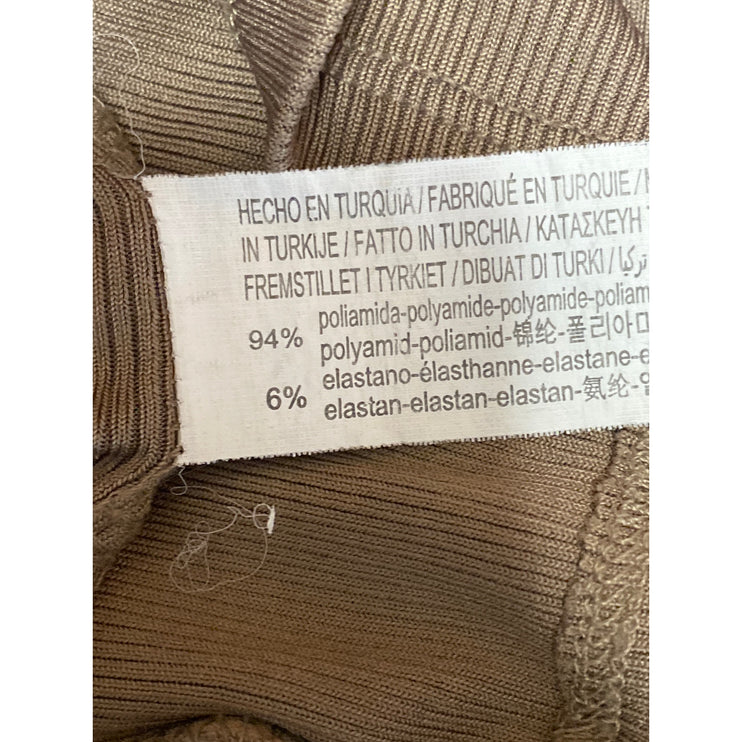 HECHO EN TURQUIA / FABRIQUÉ EN TURQUIE /
IN TURKIJE / FATTO IN TURCHIA / ΚΑΤΑΣΚΕΥΗ
FREMSTILLET I TYRKIET / DIBUAT DI TURKI / تركيا
94% poliamida-polyamide-polyamide-poliam
polyamid-poliamid-锦纶-폴리아미
6% elastano-élasthanne-elastane-e
elastan-elastan-elastan-氨纶-